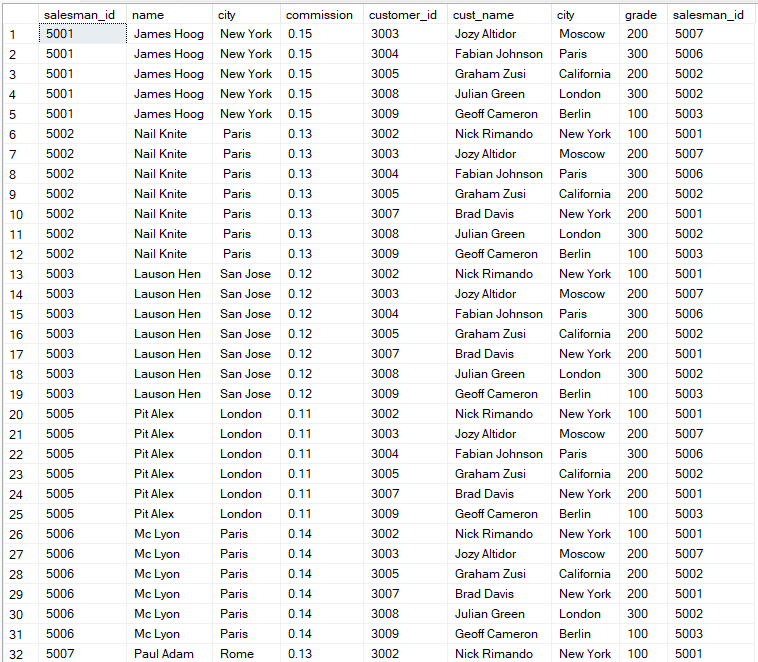 salesman_id name city commission customer_id cust_name city grade salesman_id
1 5001 James Hoog New York 0.15 3003 Jozy Altidor Moscow 200 5007
2 5001 James Hoog New York 0.15 3004 Fabian Johnson Paris 300 5006
3 5001 James Hoog New York 0.15 3005 Graham Zusi California 200 5002
4 5001 James Hoog New York 0.15 3008 Julian Green London 300 5002
5 5001 James Hoog New York 0.15 3009 Geoff Cameron Berlin 100 5003
6 5002 Nail Knite Paris 0.13 3002 Nick Rimando New York 100 5001
7 5002 Nail Knite Paris 0.13 3003 Jozy Altidor Moscow 200 5007
8 5002 Nail Knite Paris 0.13 3004 Fabian Johnson Paris 300 5006
9 5002 Nail Knite Paris 0.13 3005 Graham Zusi California 200 5002
10 5002 Nail Knite Paris 0.13 3007 Brad Davis New York 200 5001
11 5002 Nail Knite Paris 0.13 3008 Julian Green London 300 5002
12 5002 Nail Knite Paris 0.13 3009 Geoff Cameron Berlin 100 5003
13 5003 Lauson Hen San Jose 0.12 3002 Nick Rimando New York 100 5001
14 5003 Lauson Hen San Jose 0.12 3003 Jozy Altidor Moscow 200 5007
15 5003 Lauson Hen San Jose 0.12 3004 Fabian Johnson Paris 300 5006
16 5003 Lauson Hen San Jose 0.12 3005 Graham Zusi California 200 5002
17 5003 Lauson Hen San Jose 0.12 3007 Brad Davis New York 200 5001
18 5003 Lauson Hen San Jose 0.12 3008 Julian Green London 300 5002
19 5003 Lauson Hen San Jose 0.12 3009 Geoff Cameron Berlin 100 5003
20 5005 Pit Alex London 0.11 3002 Nick Rimando New York 100 5001
21 5005 Pit Alex London 0.11 3003 Jozy Altidor Moscow 200 5007
22 5005 Pit Alex London 0.11 3004 Fabian Johnson Paris 300 5006
23 5005 Pit Alex London 0.11 3005 Graham Zusi California 200 5002
24 5005 Pit Alex London 0.11 3007 Brad Davis New York 200 5001
25 5005 Pit Alex London 0.11 3009 Geoff Cameron Berlin 100 5003
26 5006 Mc Lyon Paris 0.14 3002 Nick Rimando New York 100 5001
27 5006 Mc Lyon Paris 0.14 3003 Jozy Altidor Moscow 200 5007
28 5006 Mc Lyon Paris 0.14 3005 Graham Zusi California 200 5002
29 5006 Mc Lyon Paris 0.14 3007 Brad Davis New York 200 5001
30 5006 Mc Lyon Paris 0.14 3008 Julian Green London 300 5002
31 5006 Mc Lyon Paris 0.14 3009 Geoff Cameron Berlin 100 5003
32 5007 Paul Adam Rome 0.13 3002 Nick Rimando New York 100 5001